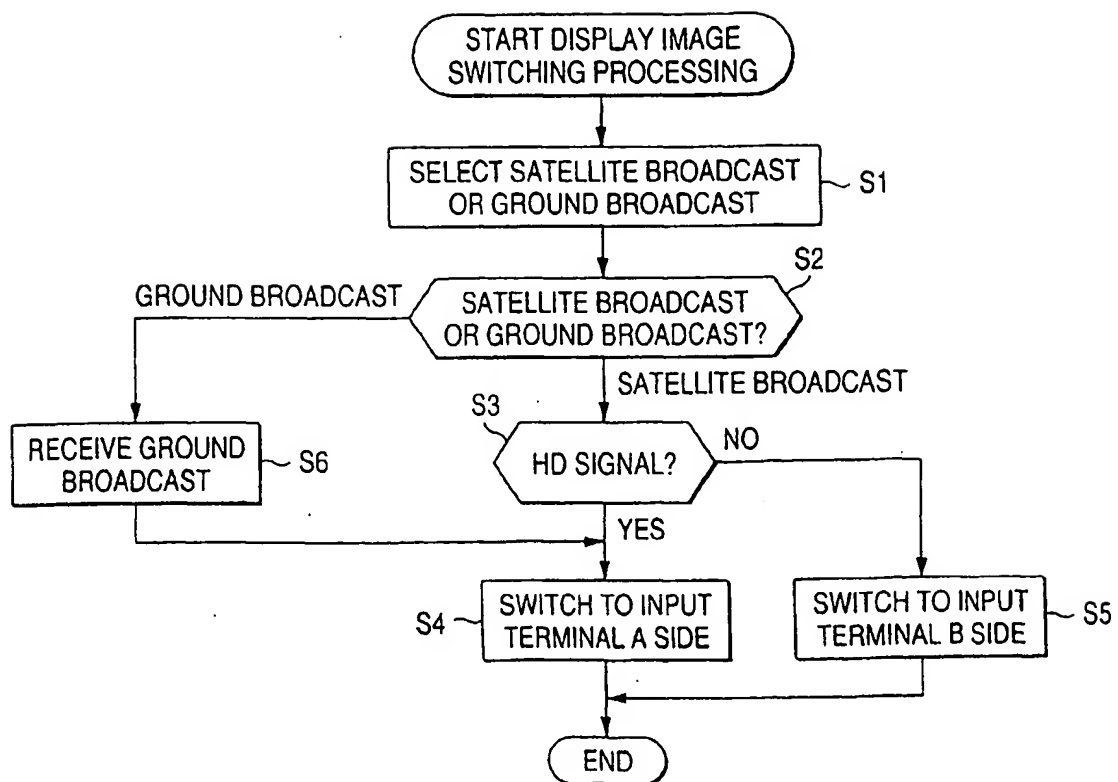 START DISPLAY IMAGE
SWITCHING PROCESSING
SELECT SATELLITE BROADCAST
OR GROUND BROADCAST
S1
S2
GROUND BROADCAST
SATELLITE BROADCAST
OR GROUND BROADCAST?
SATELLITE BROADCAST
S3
HD SIGNAL?
NO
RECEIVE GROUND
BROADCAST
S6
YES
S4
SWITCH TO INPUT
TERMINAL A SIDE
SWITCH TO INPUT
TERMINAL B SIDE
S5
END